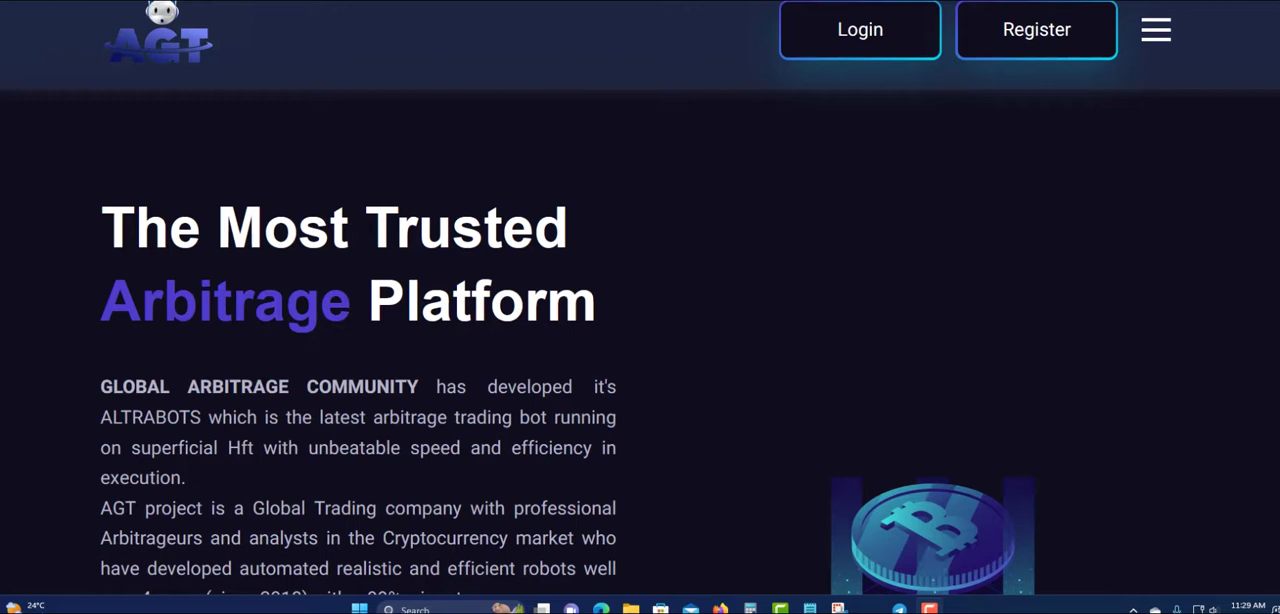 AGT
Login
Register
The Most Trusted
Arbitrage Platform
GLOBAL ARBITRAGE COMMUNITY has developed it's
ALTRABOTS which is the latest arbitrage trading bot running
on superficial Hft with unbeatable speed and efficiency in
execution.
AGT project is a Global Trading company with professional
Arbitrageurs and analysts in the Cryptocurrency market who
have developed automated realistic and efficient robots well
24°C
Search
11:29 AM